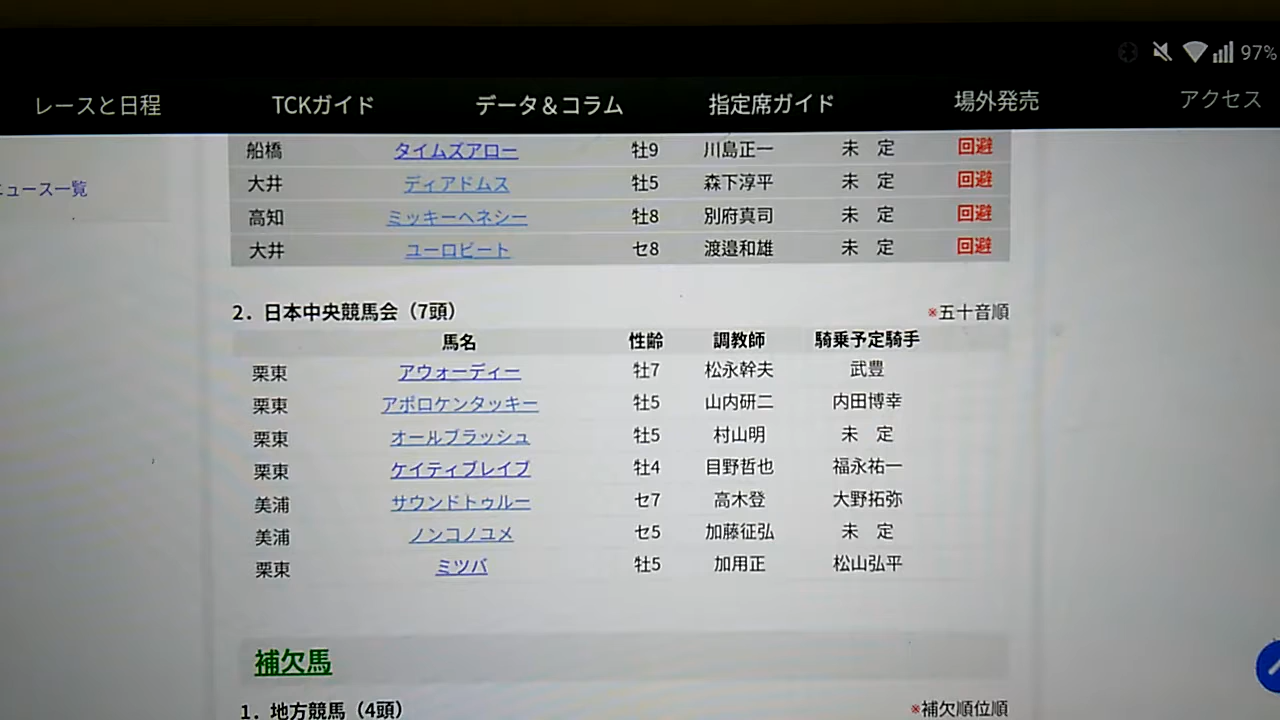 97%
レースと日程 TCKガイド データ＆コラム 指定席ガイド 場外発売 アクセス
ニュース一覧
船橋 タイムズアロー 牡9 川島正一 未 定 回避
大井 ディアドムス 牡5 森下淳平 未 定 回避
高知 ミッキーヘネシー 牡8 別府真司 未 定 回避
大井 ユーロビート セ8 渡邉和雄 未 定 回避
2．日本中央競馬会（7頭） ※五十音順
馬名 性齢 調教師 騎乗予定騎手
栗東 アウォーディー 牡7 松永幹夫 武豊
栗東 アポロケンタッキー 牡5 山内研二 内田博幸
栗東 オールブラッシュ 牡5 村山明 未 定
栗東 ケイティブレイブ 牡4 目野哲也 福永祐一
美浦 サウンドトゥルー セ7 高木登 大野拓弥
美浦 ノンコノユメ セ5 加藤征弘 未 定
栗東 ミツバ 牡5 加用正 松山弘平
補欠馬
1．地方競馬（4頭） ※補欠順位順